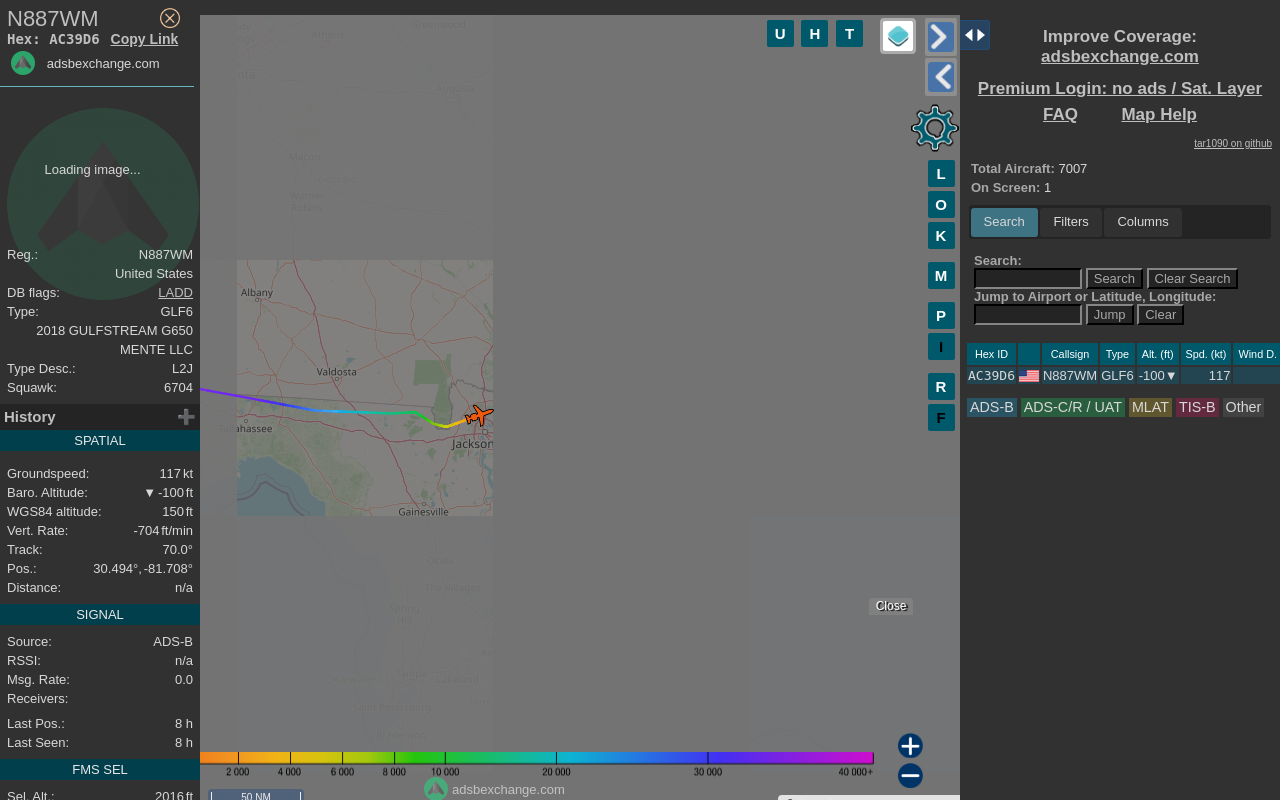 N887WM
Hex: AC39D6 Copy Link
adsbexchange.com
Loading image...
Reg.: N887WM
United States
DB flags: LADD
Type: GLF6
2018 GULFSTREAM G650
MENTE LLC
Type Desc.: L2J
Squawk: 6704
History
SPATIAL
Groundspeed: 117 kt
Baro. Altitude: ▼ -100 ft
WGS84 altitude: 150 ft
Vert. Rate: -704 ft/min
Track: 70.0°
Pos.: 30.494°, -81.708°
Distance: n/a
SIGNAL
Source: ADS-B
RSSI: n/a
Msg. Rate: 0.0
Receivers:
Last Pos.: 8 h
Last Seen: 8 h
FMS SEL
Sel. Alt.: 2016 ft
U H T
L
O
K
M
P
I
R
F
Albany
Valdosta
Jackson
Gainesville
Macon
Close
2 000 4 000 6 000 8 000 10 000 20 000 30 000 40 000+
adsbexchange.com
50 NM
Improve Coverage:
adsbexchange.com
Premium Login: no ads / Sat. Layer
FAQ Map Help
tar1090 on github
Total Aircraft: 7007
On Screen: 1
Search Filters Columns
Search:
Search Clear Search
Jump to Airport or Latitude, Longitude:
Jump Clear
Hex ID Callsign Type Alt. (ft) Spd. (kt) Wind D.
AC39D6 N887WM GLF6 -100▼ 117
ADS-B ADS-C/R / UAT MLAT TIS-B Other